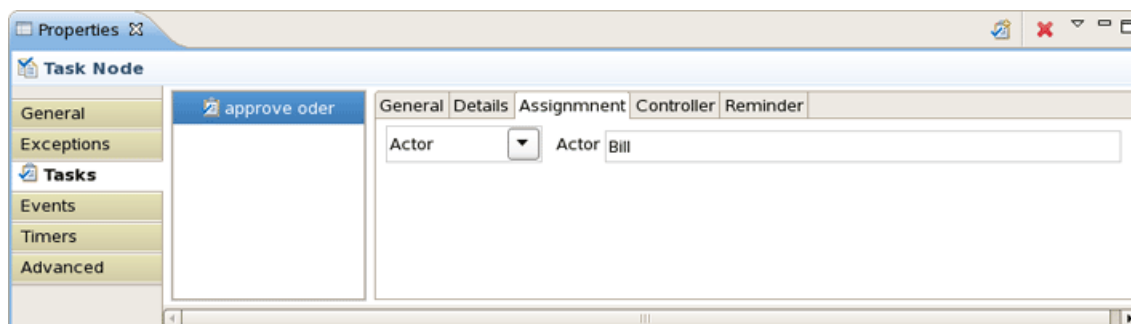 Properties
Task Node
General
Exceptions
Tasks
Events
Timers
Advanced
approve oder
General Details Assignmnent Controller Reminder
Actor Actor Bill